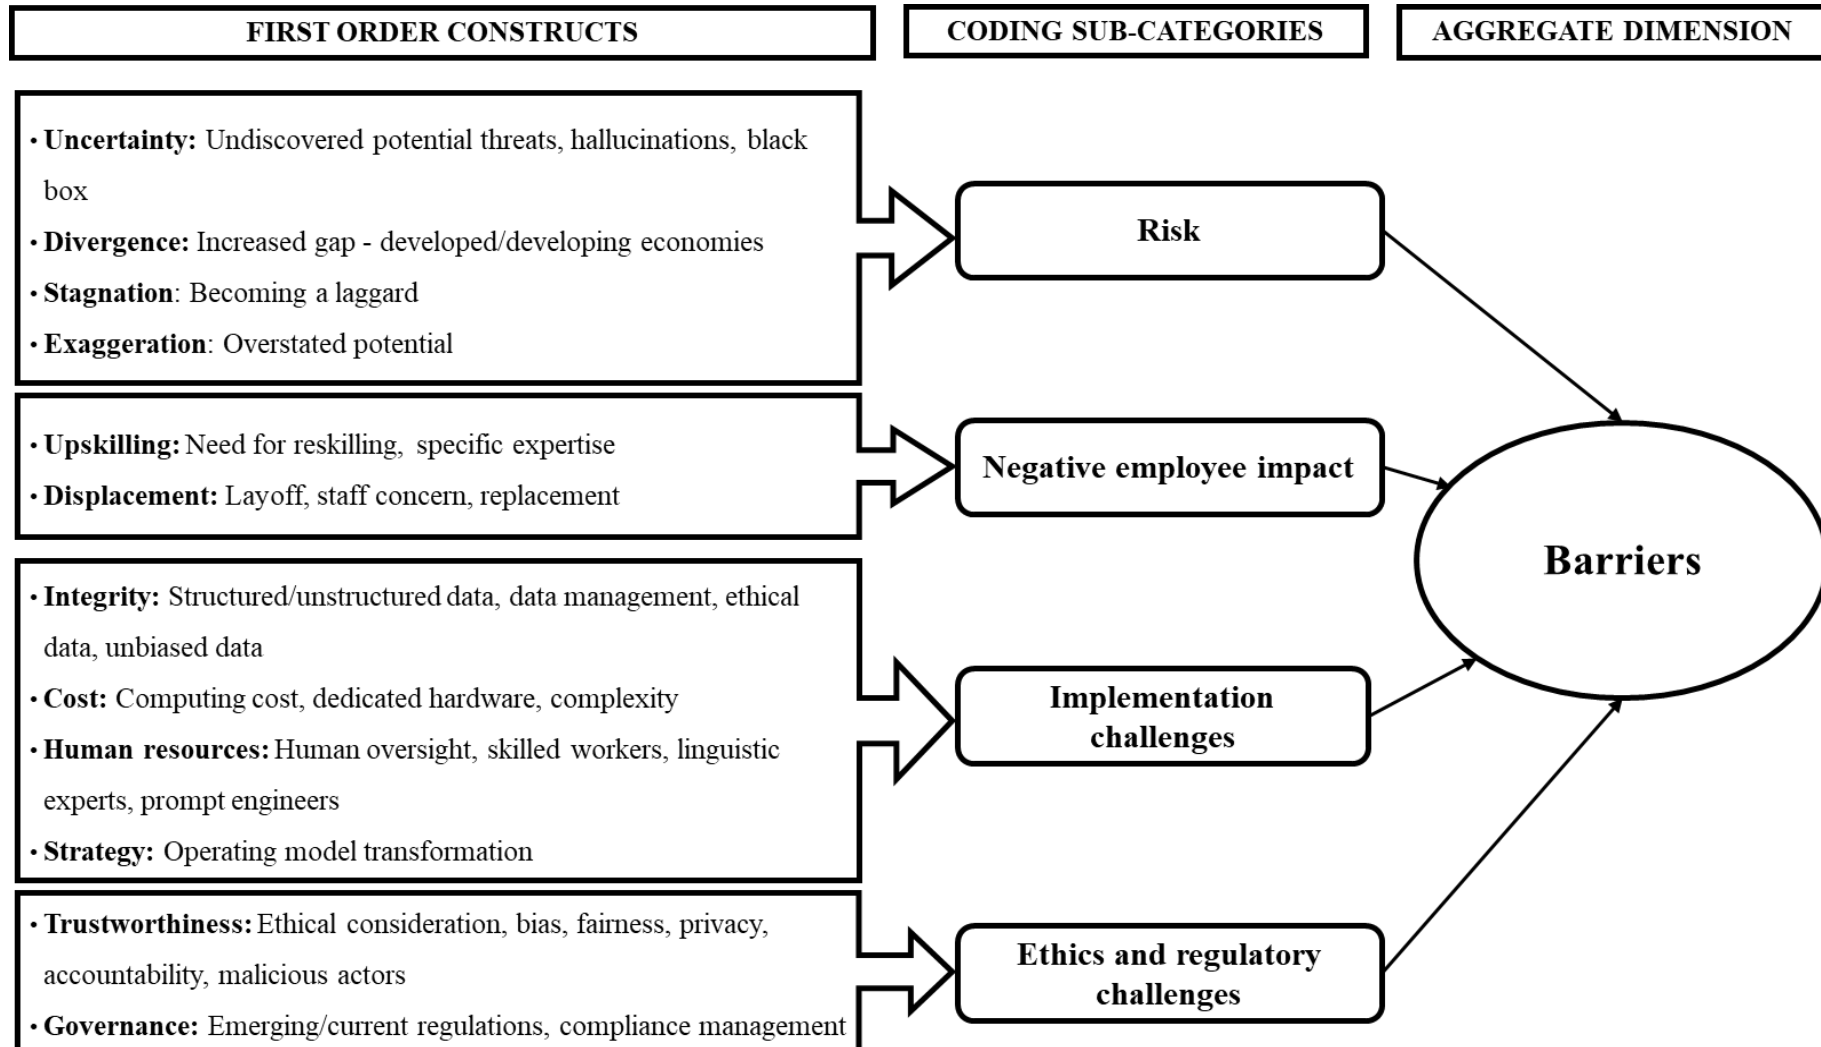 FIRST ORDER CONSTRUCTS
CODING SUB-CATEGORIES
AGGREGATE DIMENSION
• Uncertainty: Undiscovered potential threats, hallucinations, black
box
• Divergence: Increased gap - developed/developing economies
• Stagnation: Becoming a laggard
• Exaggeration: Overstated potential
Risk
• Upskilling: Need for reskilling, specific expertise
• Displacement: Layoff, staff concern, replacement
Negative employee impact
• Integrity: Structured/unstructured data, data management, ethical
data, unbiased data
• Cost: Computing cost, dedicated hardware, complexity
• Human resources: Human oversight, skilled workers, linguistic
experts, prompt engineers
• Strategy: Operating model transformation
Implementation
challenges
• Trustworthiness: Ethical consideration, bias, fairness, privacy,
accountability, malicious actors
• Governance: Emerging/current regulations, compliance management
Ethics and regulatory
challenges
Barriers